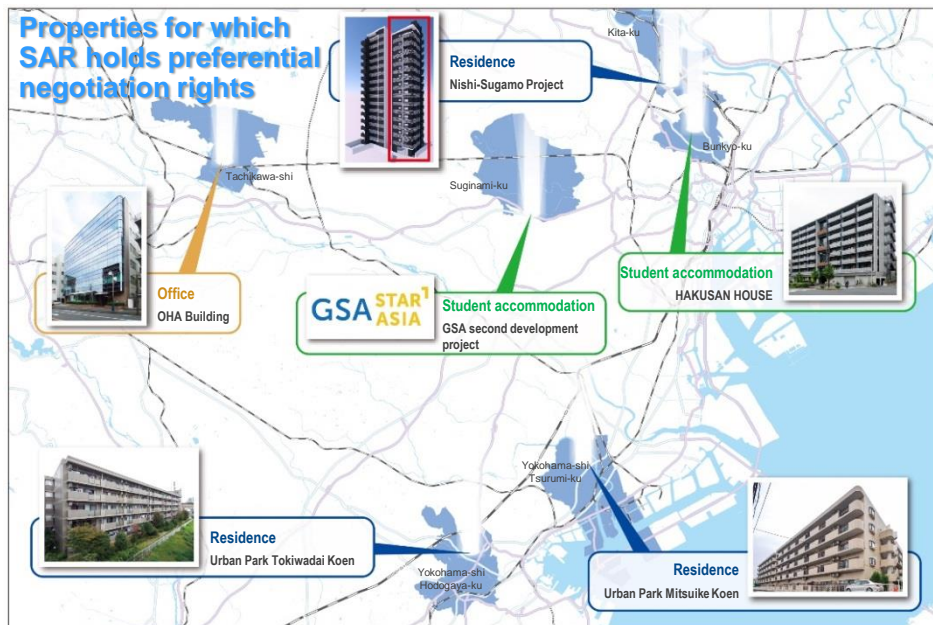 Properties for which
SAR holds preferential
negotiation rights
Kita-ku
Residence
Nishi-Sugamo Project
Bunkyo-ku
Tachikawa-shi
Suginami-ku
Office
OHA Building
GSA STAR ASIA
Student accommodation
GSA second development
project
Student accommodation
HAKUSAN HOUSE
Yokohama-shi
Tsurumi-ku
Residence
Urban Park Tokiwadai Koen
Yokohama-shi
Hodogaya-ku
Residence
Urban Park Mitsuike Koen